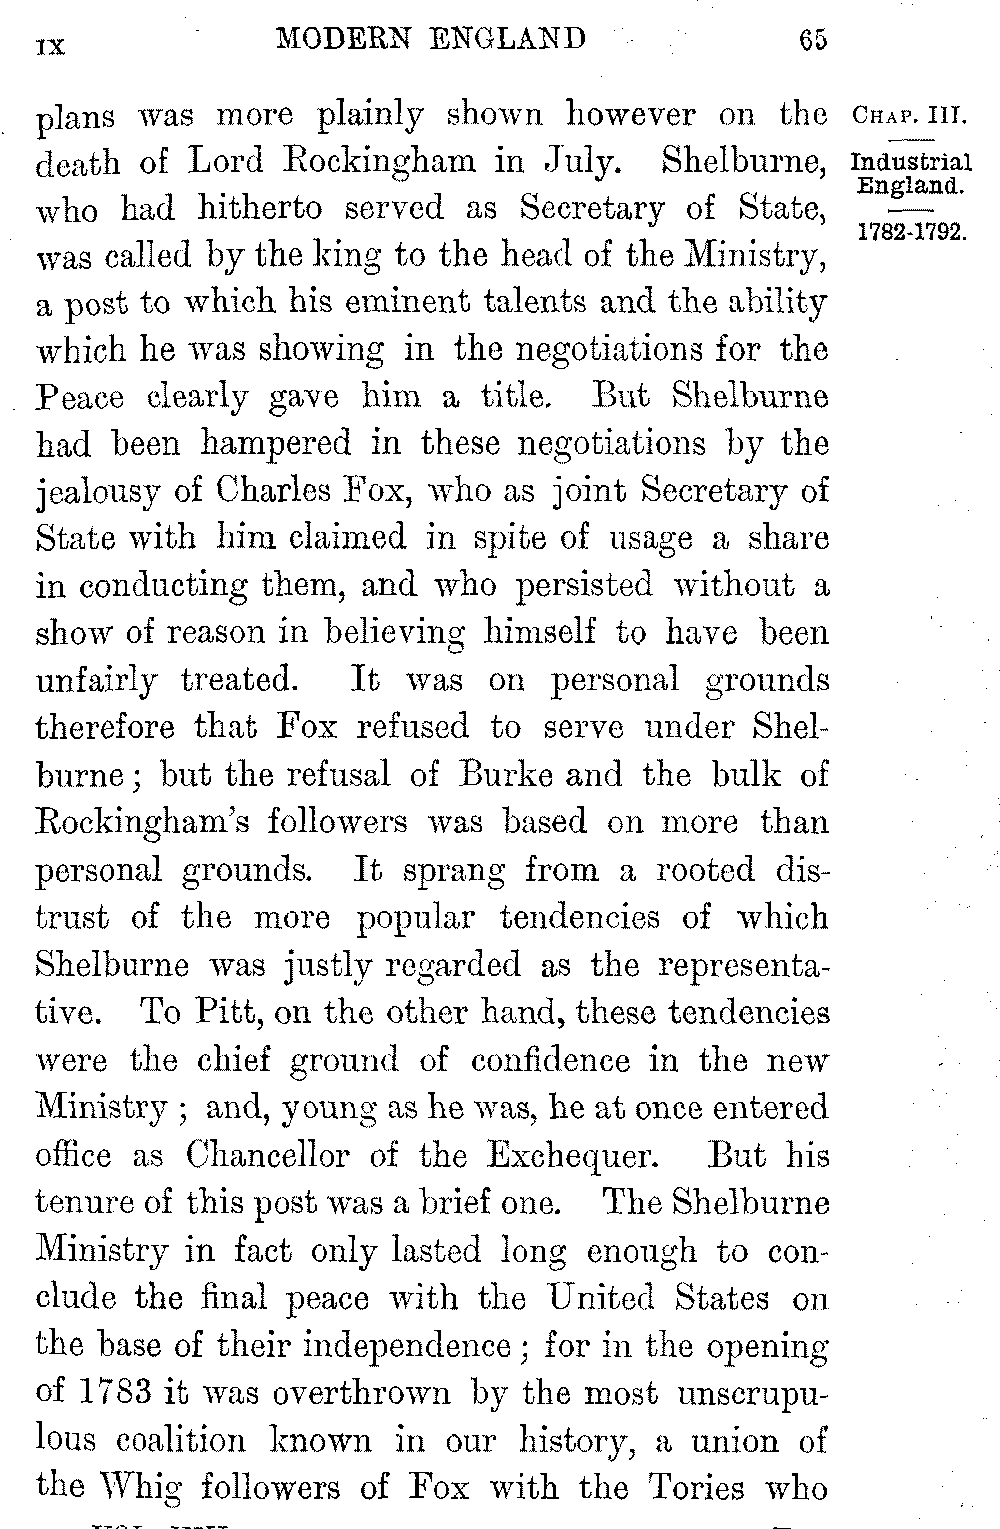 IX MODERN ENGLAND 65
plans was more plainly shown however on the
death of Lord Rockingham in July. Shelburne,
who had hitherto served as Secretary of State,
was called by the king to the head of the Ministry,
a post to which his eminent talents and the ability
which he was showing in the negotiations for the
Peace clearly gave him a title. But Shelburne
had been hampered in these negotiations by the
jealousy of Charles Fox, who as joint Secretary of
State with him claimed in spite of usage a share
in conducting them, and who persisted without a
show of reason in believing himself to have been
unfairly treated. It was on personal grounds
therefore that Fox refused to serve under Shel-
burne; but the refusal of Burke and the bulk of
Rockingham's followers was based on more than
personal grounds. It sprang from a rooted dis-
trust of the more popular tendencies of which
Shelburne was justly regarded as the representa-
tive. To Pitt, on the other hand, these tendencies
were the chief ground of confidence in the new
Ministry; and, young as he was, he at once entered
office as Chancellor of the Exchequer. But his
tenure of this post was a brief one. The Shelburne
Ministry in fact only lasted long enough to con-
clude the final peace with the United States on
the base of their independence; for in the opening
of 1783 it was overthrown by the most unscrupu-
lous coalition known in our history, a union of
the Whig followers of Fox with the Tories who
CHAP. III.
Industrial
England.
1782-1792.